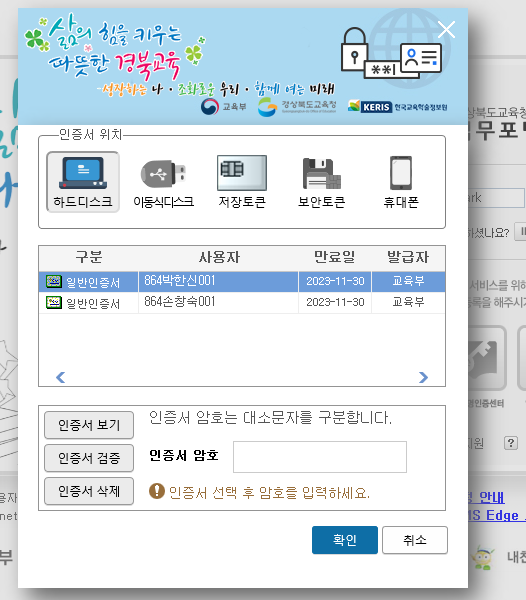 삶의 힘을 키우는
따뜻한 경북교육
성장하는 나 · 조화로운 우리 · 함께 여는 미래
교육부 경상북도교육청 KERIS 한국교육학술정보원
인증서 위치
하드디스크 이동식디스크 저장토큰 보안토큰 휴대폰
구분 사용자 만료일 발급자
일반인증서 864박한신001 2023-11-30 교육부
일반인증서 864손창숙001 2023-11-30 교육부
인증서 보기
인증서 암호는 대소문자를 구분합니다.
인증서 검증
인증서 암호
인증서 삭제
인증서 선택 후 암호를 입력하세요.
확인 취소
상북도교육청
무포
하셨나요?
서비스를 위해
록을 해주시
인증센터
지원 ?
안내
IS Edge
사용자
net
부
내친